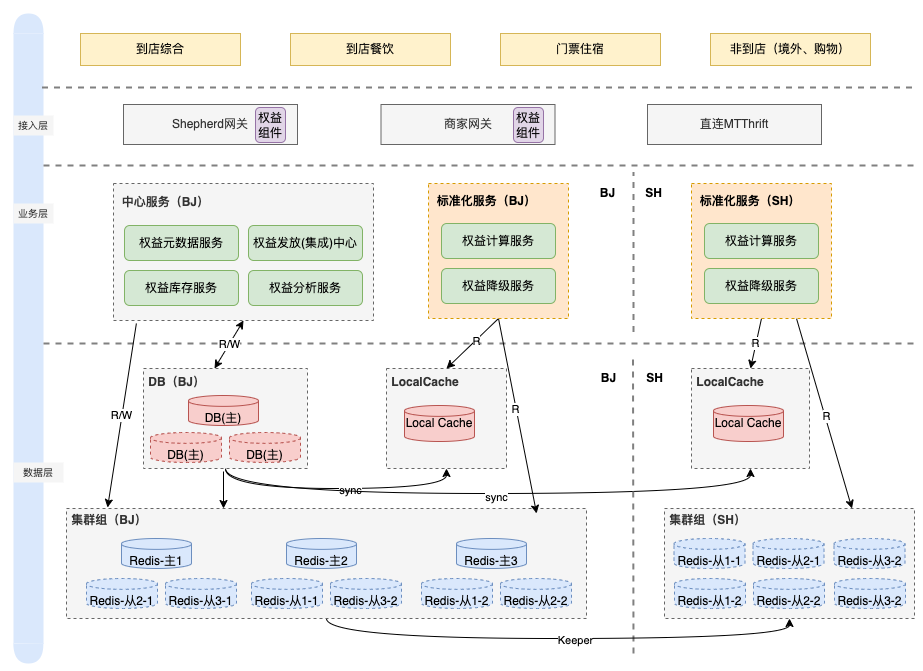 到店综合
到店餐饮
门票住宿
非到店（境外、购物）
接入层
Shepherd网关
权益
组件
商家网关
权益
组件
直连MTThrift
业务层
中心服务（BJ）
权益元数据服务
权益发放(集成)中心
权益库存服务
权益分析服务
标准化服务（BJ）
权益计算服务
权益降级服务
BJ
SH
标准化服务（SH）
权益计算服务
权益降级服务
R/W
R
R
数据层
R/W
DB（BJ）
DB(主)
DB(主)
DB(主)
LocalCache
Local Cache
R
BJ
SH
LocalCache
Local Cache
R
sync
sync
集群组（BJ）
Redis-主1
Redis-从2-1
Redis-从3-1
Redis-主2
Redis-从1-1
Redis-从3-2
Redis-主3
Redis-从1-2
Redis-从2-2
集群组（SH）
Redis-从1-1
Redis-从2-1
Redis-从3-2
Redis-从1-2
Redis-从2-2
Redis-从3-2
Keeper